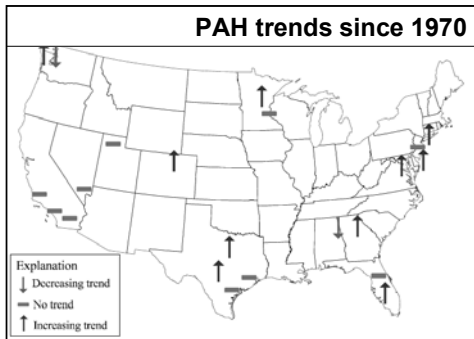 PAH trends since 1970
Explanation
Decreasing trend
No trend
Increasing trend